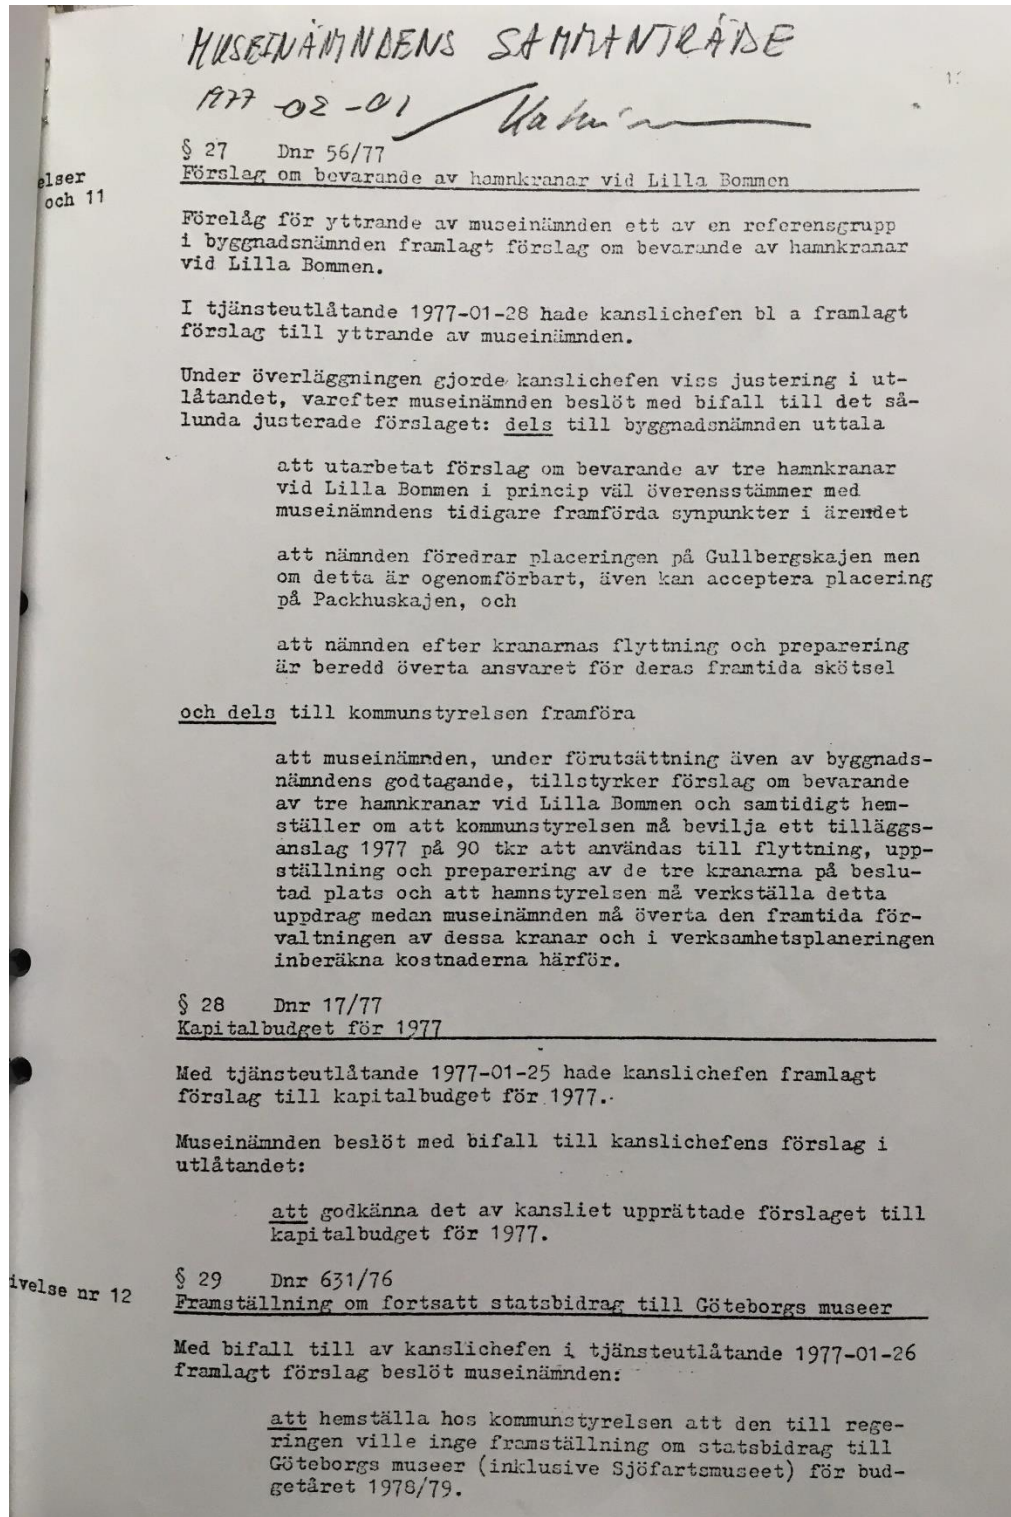 MUSEINÄMNDENS SAMMANTRÄDE
1977-02-01
§ 27 Dnr 56/77
Förslag om bevarande av hamnkranar vid Lilla Bommen
elser
och 11
Förelåg för yttrande av museinämnden ett av en referensgrupp
i byggnadsnämnden framlagt förslag om bevarande av hamnkranar
vid Lilla Bommen.
I tjänsteutlåtande 1977-01-28 hade kanslichefen bl a framlagt
förslag till yttrande av museinämnden.
Under överläggningen gjorde kanslichefen viss justering i ut-
låtandet, varefter museinämnden beslöt med bifall till det så-
lunda justerade förslaget: dels till byggnadsnämnden uttala
att utarbetat förslag om bevarande av tre hamnkranar
vid Lilla Bommen i princip väl överensstämmer med
museinämndens tidigare framförda synpunkter i ärendet
att nämnden föredrar placeringen på Gullbergskajen men
om detta är ogenomförbart, även kan acceptera placering
på Packhuskajen, och
att nämnden efter kranarnas flyttning och preparering
är beredd överta ansvaret för deras framtida skötsel
och dels till kommunstyrelsen framföra
att museinämnden, under förutsättning även av byggnads-
nämndens godtagande, tillstyrker förslag om bevarande
av tre hamnkranar vid Lilla Bommen och samtidigt hem-
ställer om att kommunstyrelsen må bevilja ett tilläggs-
anslag 1977 på 90 tkr att användas till flyttning, upp-
ställning och preparering av de tre kranarna på beslu-
tad plats och att hamnstyrelsen må verkställa detta
uppdrag medan museinämnden må överta den framtida för-
valtningen av dessa kranar och i verksamhetsplaneringen
inberäkna kostnaderna härför.
§ 28 Dnr 17/77
Kapitalbudget för 1977
Med tjänsteutlåtande 1977-01-25 hade kanslichefen framlagt
förslag till kapitalbudget för 1977.
Museinämnden beslöt med bifall till kanslichefens förslag i
utlåtandet:
att godkänna det av kansliet upprättade förslaget till
kapitalbudget för 1977.
§ 29 Dnr 631/76
ivelse nr 12
Framställning om fortsatt statsbidrag till Göteborgs museer
Med bifall till av kanslichefen i tjänsteutlåtande 1977-01-26
framlagt förslag beslöt museinämnden:
att hemställa hos kommunstyrelsen att den till rege-
ringen ville inge framställning om statsbidrag till
Göteborgs museer (inklusive Sjöfartsmuseet) för bud-
getåret 1978/79.